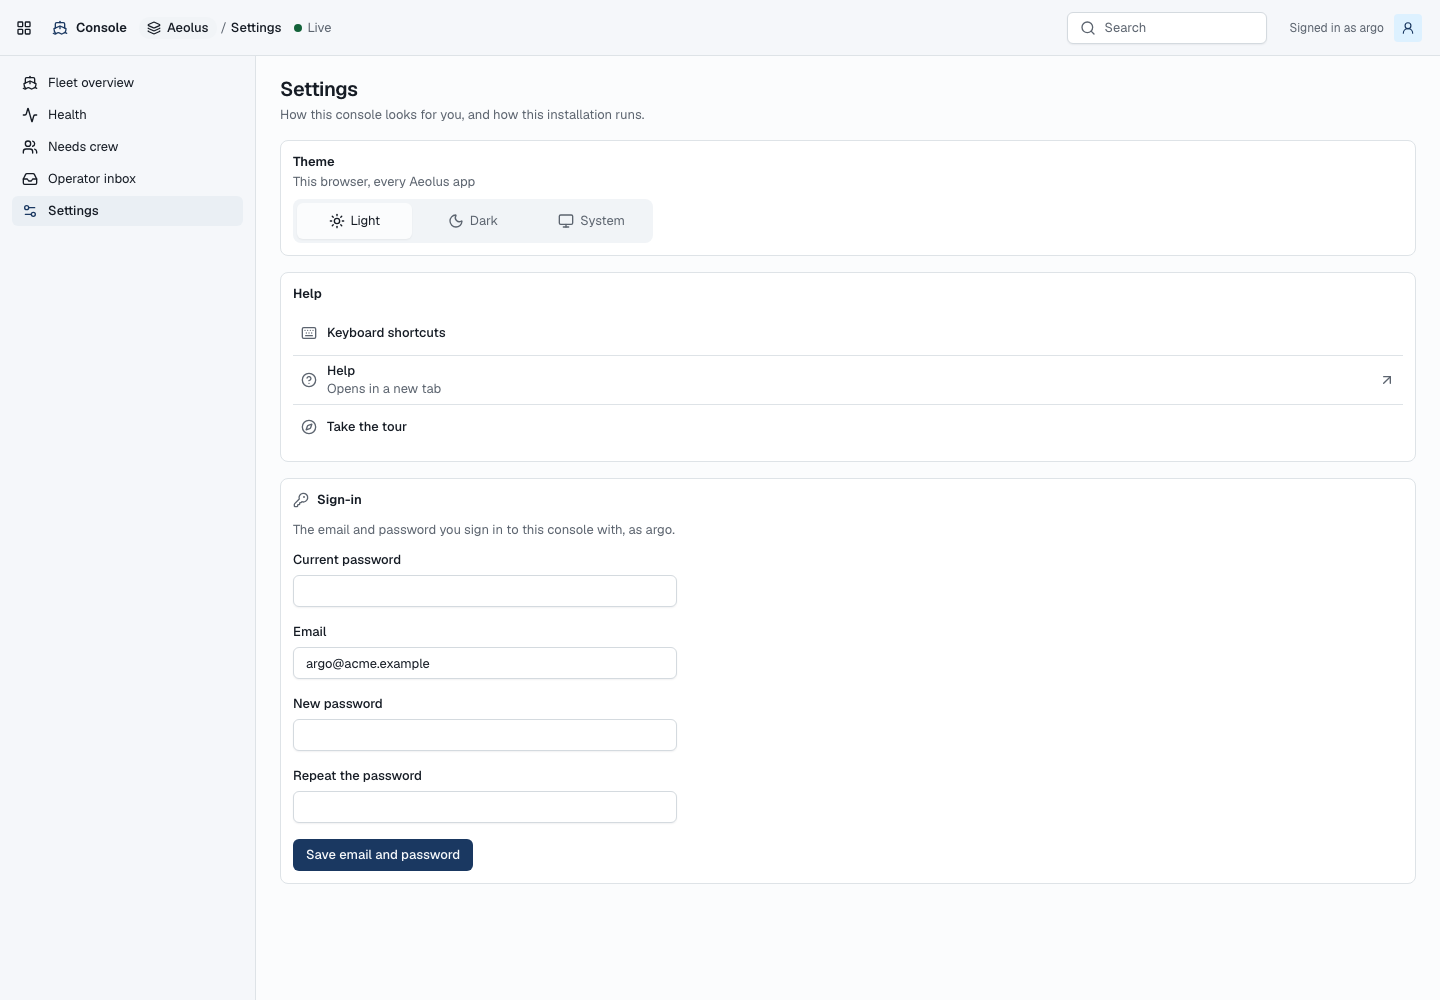 Console
Aeolus / Settings
Live
Search
Signed in as argo
Fleet overview
Health
Needs crew
Operator inbox
Settings
Settings
How this console looks for you, and how this installation runs.
Theme
This browser, every Aeolus app
Light
Dark
System
Help
Keyboard shortcuts
Help
Opens in a new tab
Take the tour
Sign-in
The email and password you sign in to this console with, as argo.
Current password
Email
argo@acme.example
New password
Repeat the password
Save email and password